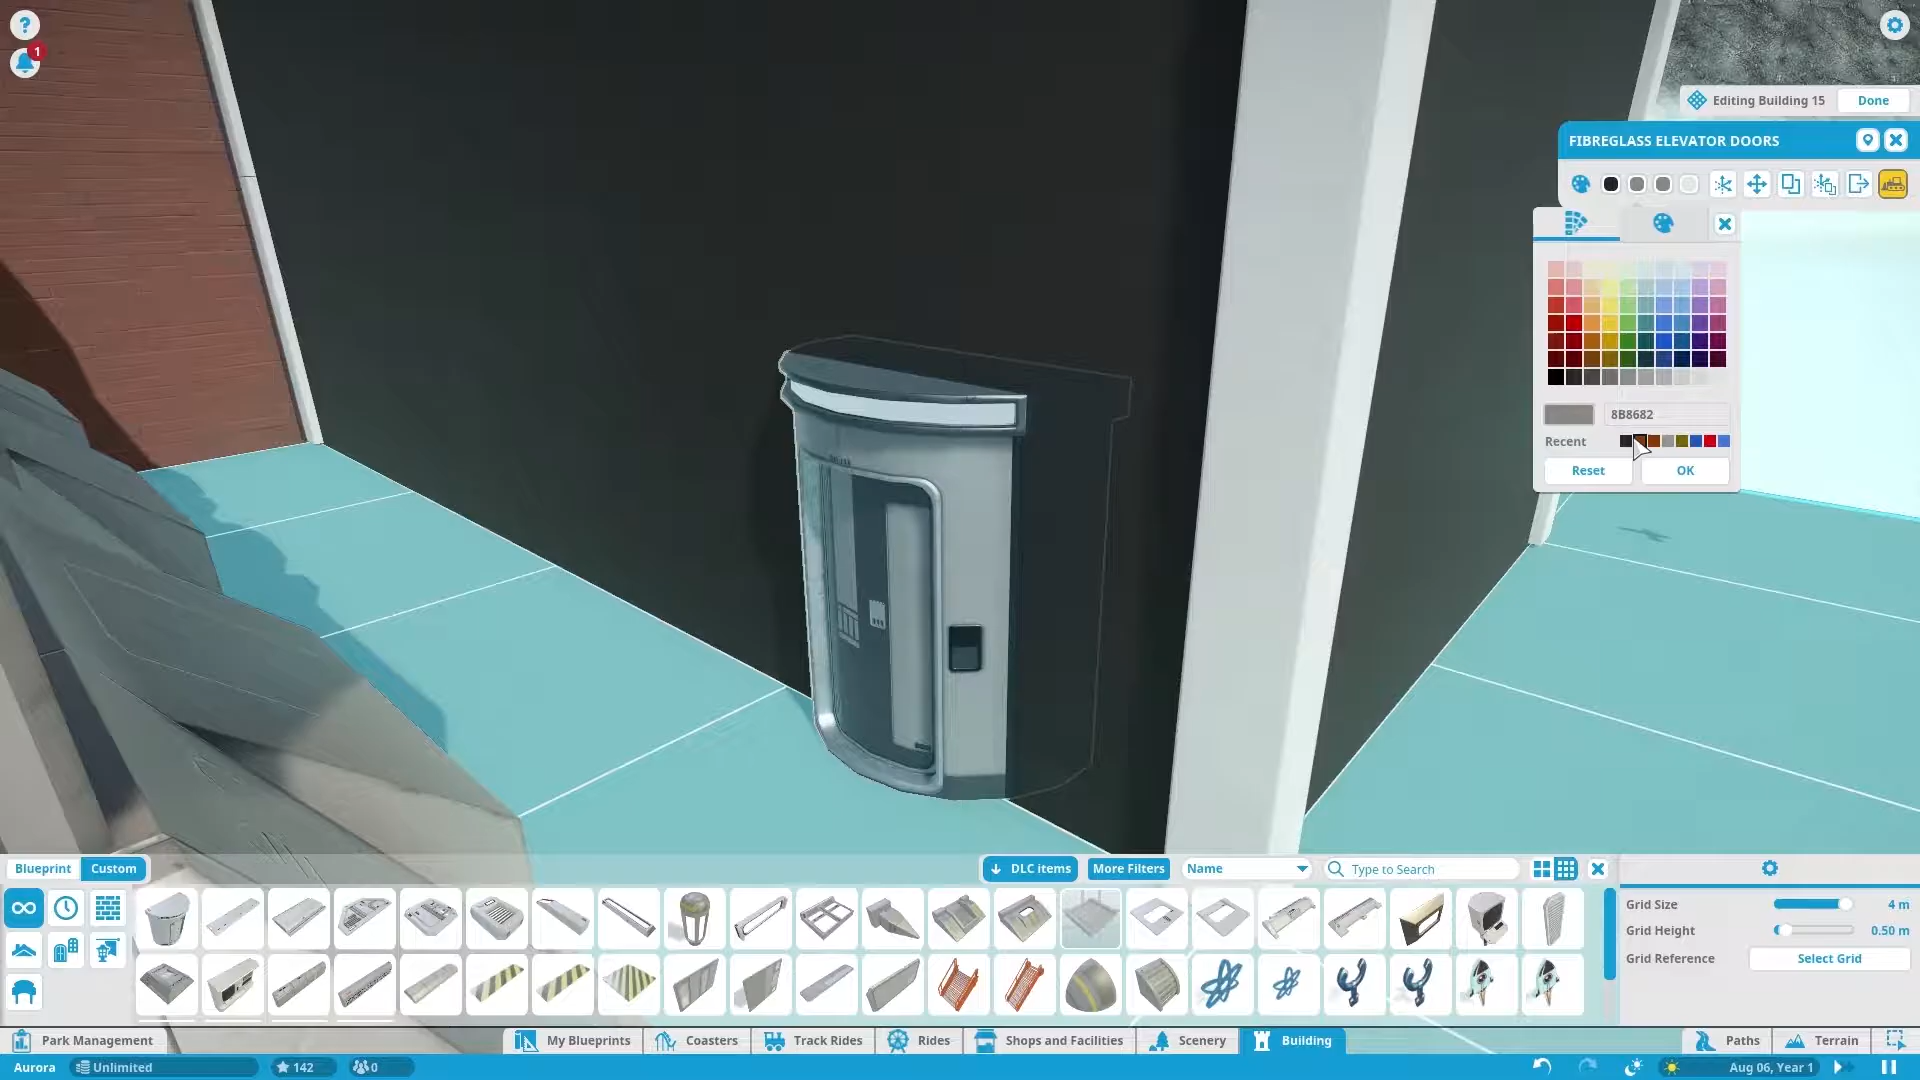 ?
1
Editing Building 15
Done
FIBREGLASS ELEVATOR DOORS
8B8682
Recent
Reset
OK
Blueprint
Custom
DLC items
More Filters
Name
Type to Search
Grid Size
4 m
Grid Height
0.50 m
Grid Reference
Select Grid
Park Management
My Blueprints
Coasters
Track Rides
Rides
Shops and Facilities
Scenery
Building
Paths
Terrain
Aurora
Unlimited
142
0
Aug 06, Year 1